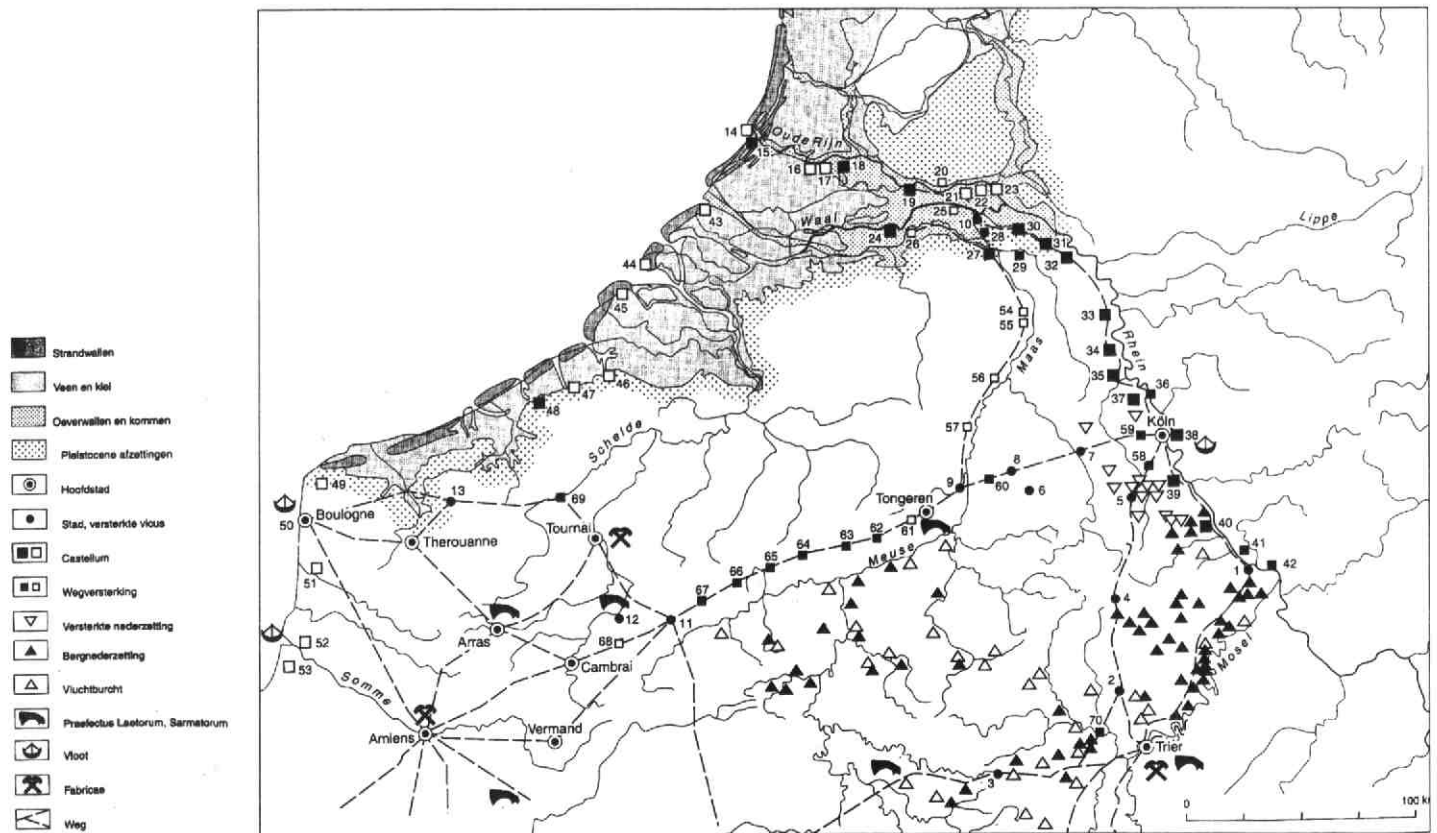 Strandwallen
Veen en klei
Oeverwallen en kommen
Pleistocene afzettingen
Hoofdstad
Stad, versterkte vicus
Castellum
Wegversterking
Versterkte nederzetting
Bergnederzetting
Vluchtburcht
Praefectus Laetorum, Sarmatorum
Vloot
Fabricae
Weg
14
15
Oude Rijn
16
17
18
19
20
21
22
23
43
Waal
24
25
26
10
28
27
29
30
31
32
Lippe
44
45
46
47
48
54
55
56
57
Maas
33
34
35
Rhein
36
37
Köln
38
59
58
39
40
41
42
1
5
7
8
6
9
60
Tongeren
61
62
63
64
65
66
67
Meuse
Schelde
69
13
49
50
Boulogne
Therouanne
Tournai
51
52
53
Arras
12
68
11
Cambrai
Somme
Amiens
Vermand
4
2
70
3
Trier
Mosel
0
100 km